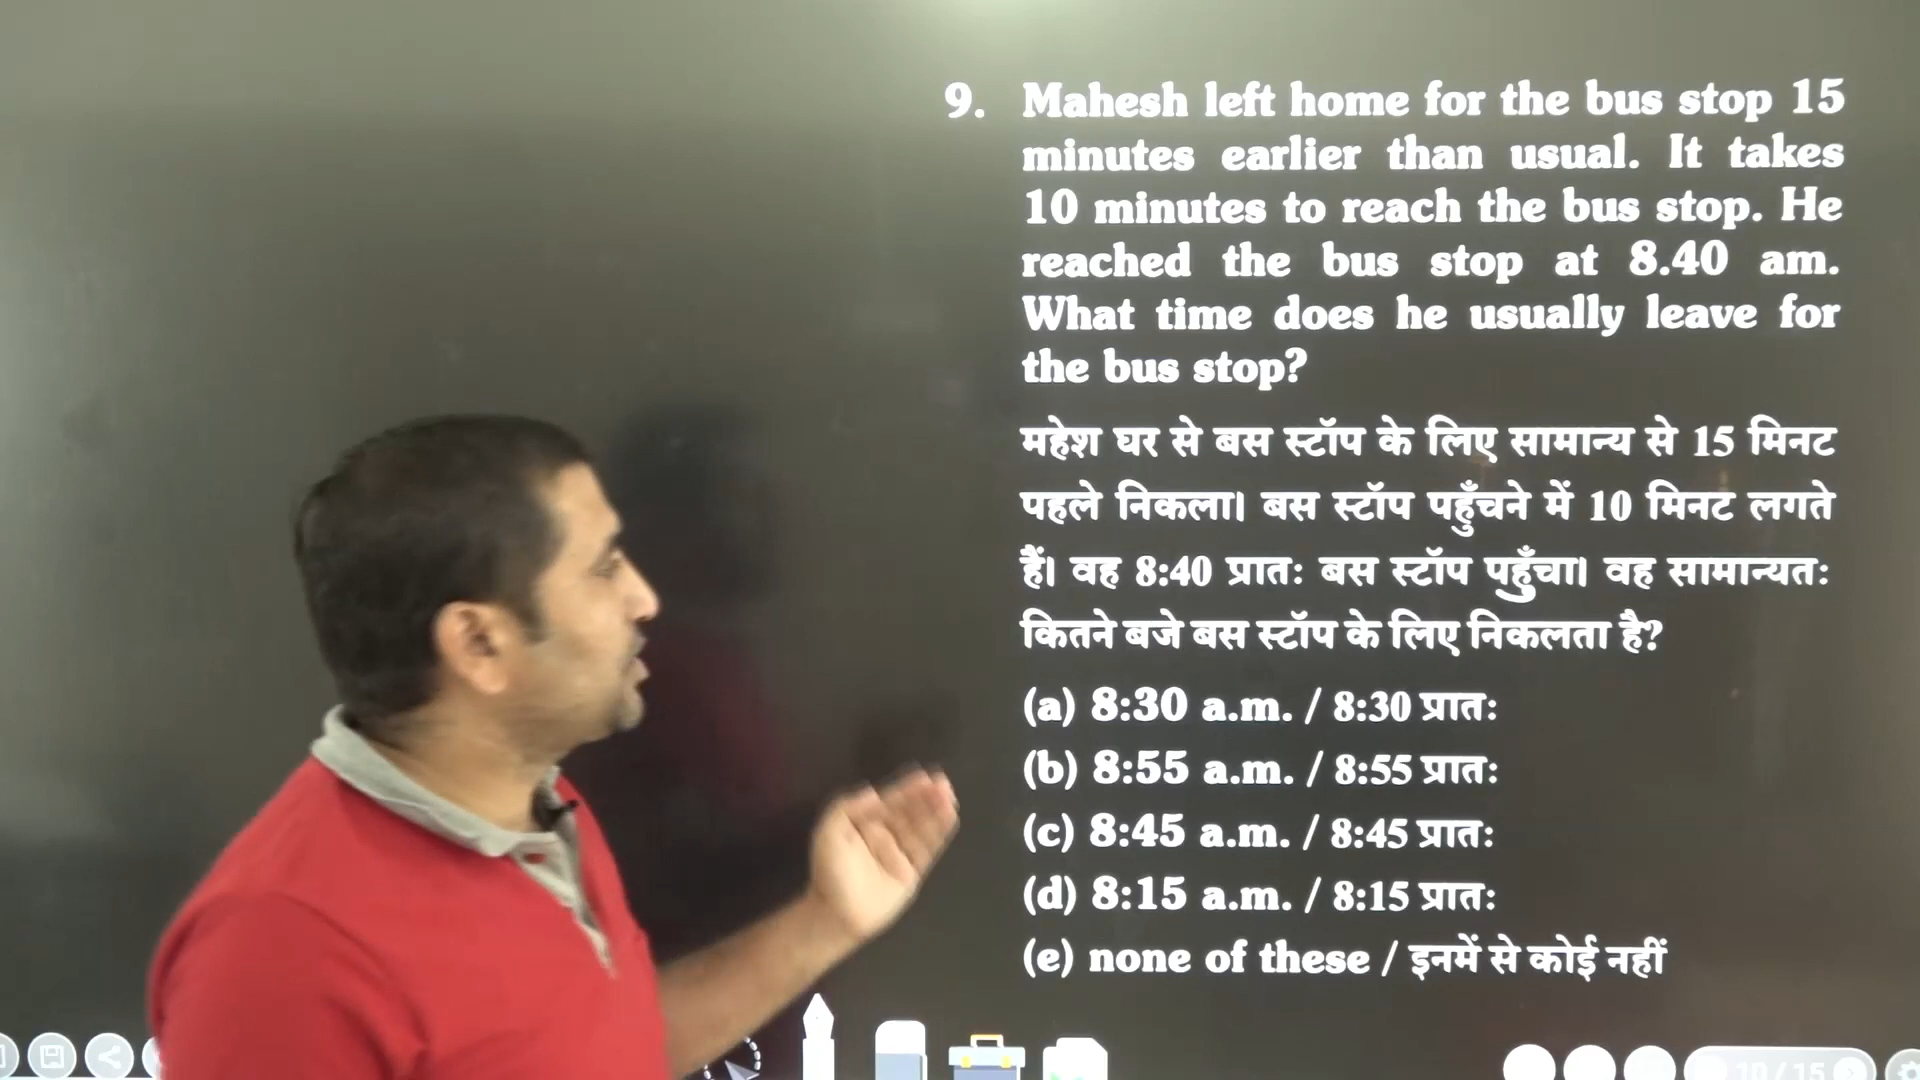 9. Mahesh left home for the bus stop 15
minutes earlier than usual. It takes
10 minutes to reach the bus stop. He
reached the bus stop at 8.40 am.
What time does he usually leave for
the bus stop?
महेश घर से बस स्टॉप के लिए सामान्य से 15 मिनट
पहले निकला। बस स्टॉप पहुँचने में 10 मिनट लगते
हैं। वह 8:40 प्रातः बस स्टॉप पहुँचा। वह सामान्यतः
कितने बजे बस स्टॉप के लिए निकलता है?
(a) 8:30 a.m. / 8:30 प्रातः
(b) 8:55 a.m. / 8:55 प्रातः
(c) 8:45 a.m. / 8:45 प्रातः
(d) 8:15 a.m. / 8:15 प्रातः
(e) none of these / इनमें से कोई नहीं
10/15